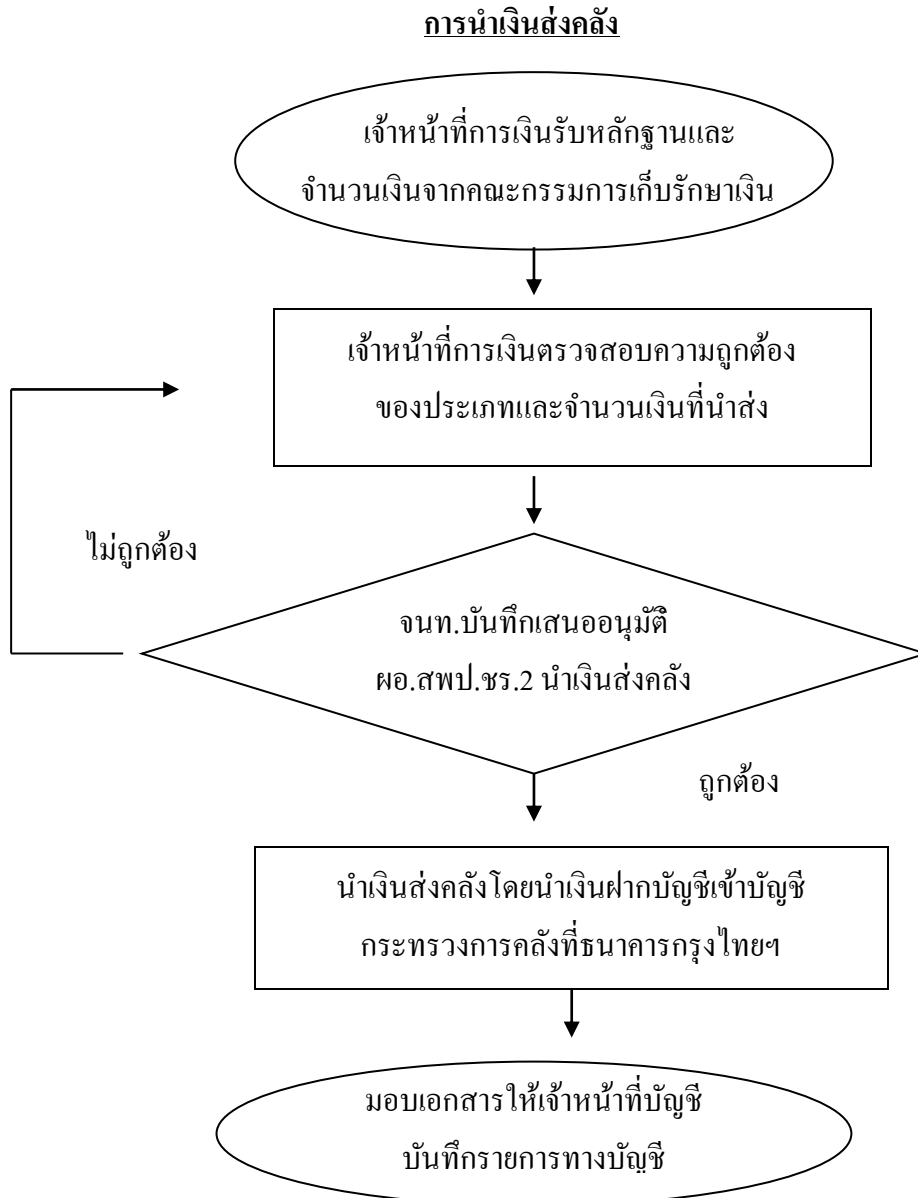 การนำเงินส่งคลัง
เจ้าหน้าที่การเงินรับหลักฐานและ
จำนวนเงินจากคณะกรรมการเก็บรักษาเงิน
เจ้าหน้าที่การเงินตรวจสอบความถูกต้อง
ของประเภทและจำนวนเงินที่นำส่ง
ไม่ถูกต้อง
จนท.บันทึกเสนออนุมัติ
ผอ.สพป.ชร.2 นำเงินส่งคลัง
ถูกต้อง
นำเงินส่งคลังโดยนำเงินฝากบัญชีเข้าบัญชี
กระทรวงการคลังที่ธนาคารกรุงไทยฯ
มอบเอกสารให้เจ้าหน้าที่บัญชี
บันทึกรายการทางบัญชี